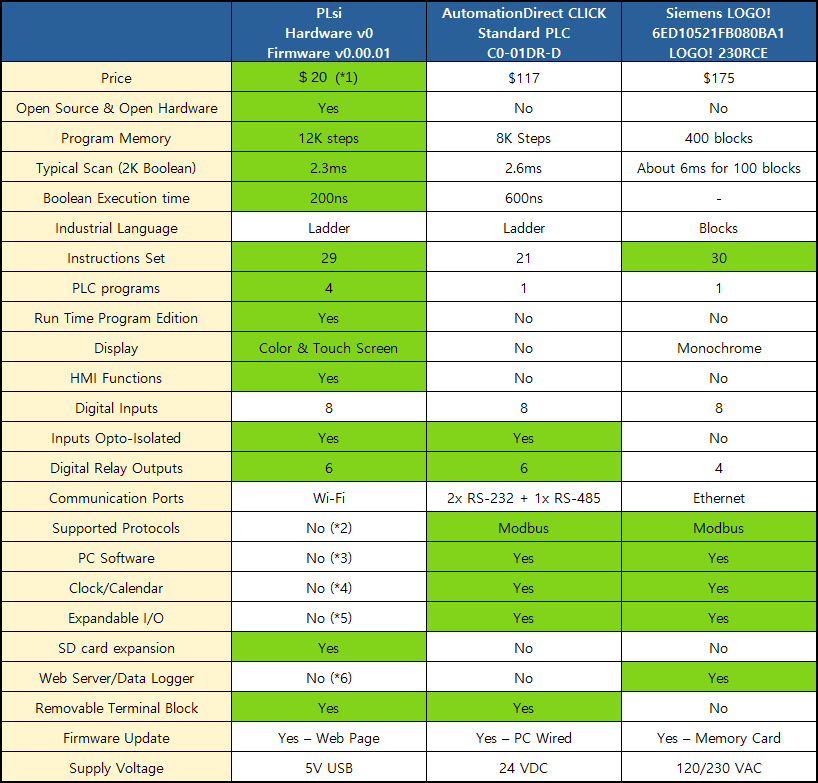 PLsi
Hardware v0
Firmware v0.00.01
AutomationDirect CLICK
Standard PLC
C0-01DR-D
Siemens LOGO!
6ED10521FB080BA1
LOGO! 230RCE
Price $ 20 (*1) $117 $175
Open Source & Open Hardware Yes No No
Program Memory 12K steps 8K Steps 400 blocks
Typical Scan (2K Boolean) 2.3ms 2.6ms About 6ms for 100 blocks
Boolean Execution time 200ns 600ns -
Industrial Language Ladder Ladder Blocks
Instructions Set 29 21 30
PLC programs 4 1 1
Run Time Program Edition Yes No No
Display Color & Touch Screen No Monochrome
HMI Functions Yes No No
Digital Inputs 8 8 8
Inputs Opto-Isolated Yes Yes No
Digital Relay Outputs 6 6 4
Communication Ports Wi-Fi 2x RS-232 + 1x RS-485 Ethernet
Supported Protocols No (*2) Modbus Modbus
PC Software No (*3) Yes Yes
Clock/Calendar No (*4) Yes Yes
Expandable I/O No (*5) Yes Yes
SD card expansion Yes No No
Web Server/Data Logger No (*6) No Yes
Removable Terminal Block Yes Yes No
Firmware Update Yes – Web Page Yes – PC Wired Yes – Memory Card
Supply Voltage 5V USB 24 VDC 120/230 VAC